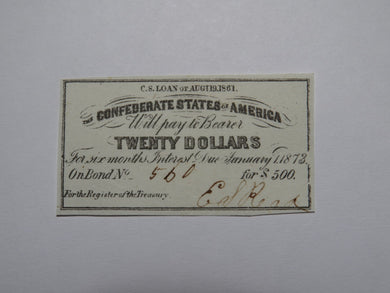 C.S. LOAN OF AUGT. 19, 1861.
THE CONFEDERATE STATES OF AMERICA
Will pay to Bearer
TWENTY DOLLARS
For six months Interest Due January 1, 1873.
On Bond No. 560 for $ 500.
For the Register of the Treasury.